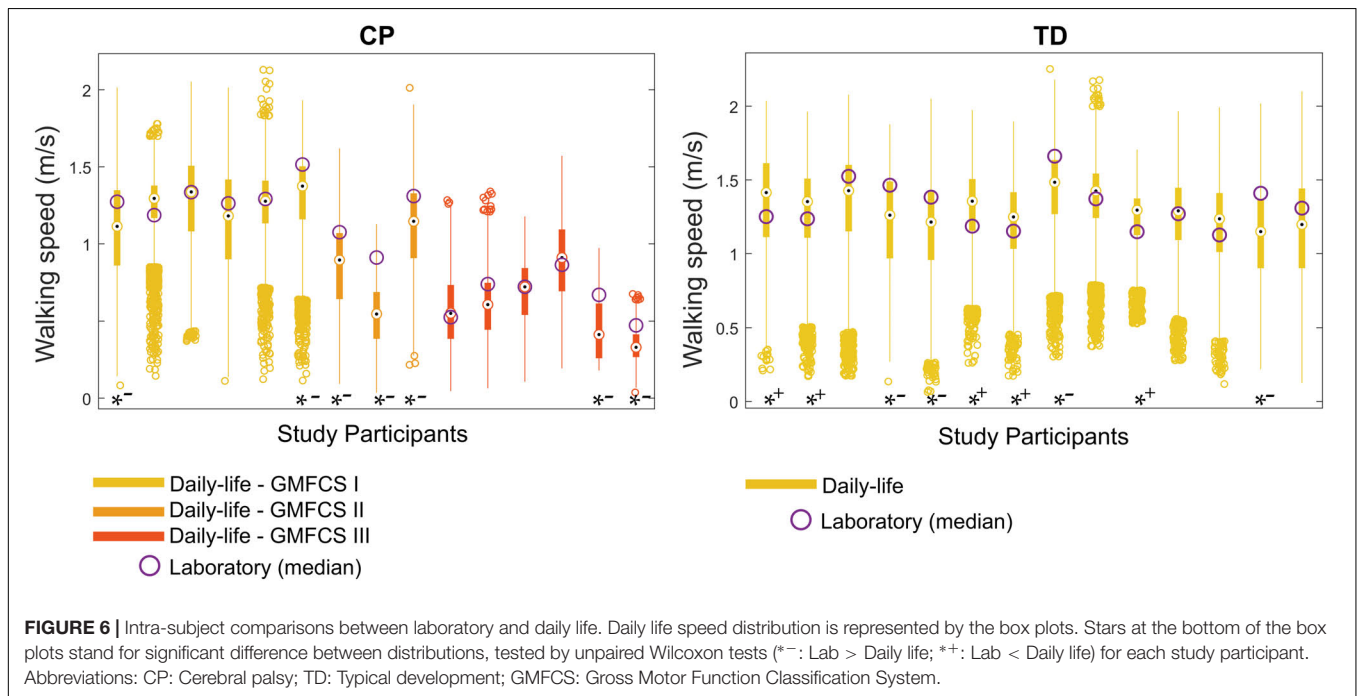 CP
TD
2
1.5
1
0
Walking speed (m/s)
*- *- *- *- *- *- *-
Study Participants
2
1.5
1
0.5
0
Walking speed (m/s)
*+ *+ *- *- *+ *+ *- *+ *-
Study Participants
Daily-life - GMFCS I
Daily-life - GMFCS II
Daily-life - GMFCS III
Laboratory (median)
Daily-life
Laboratory (median)
FIGURE 6 | Intra-subject comparisons between laboratory and daily life. Daily life speed distribution is represented by the box plots. Stars at the bottom of the box
plots stand for significant difference between distributions, tested by unpaired Wilcoxon tests (*−: Lab > Daily life; *+: Lab < Daily life) for each study participant.
Abbreviations: CP: Cerebral palsy; TD: Typical development; GMFCS: Gross Motor Function Classification System.